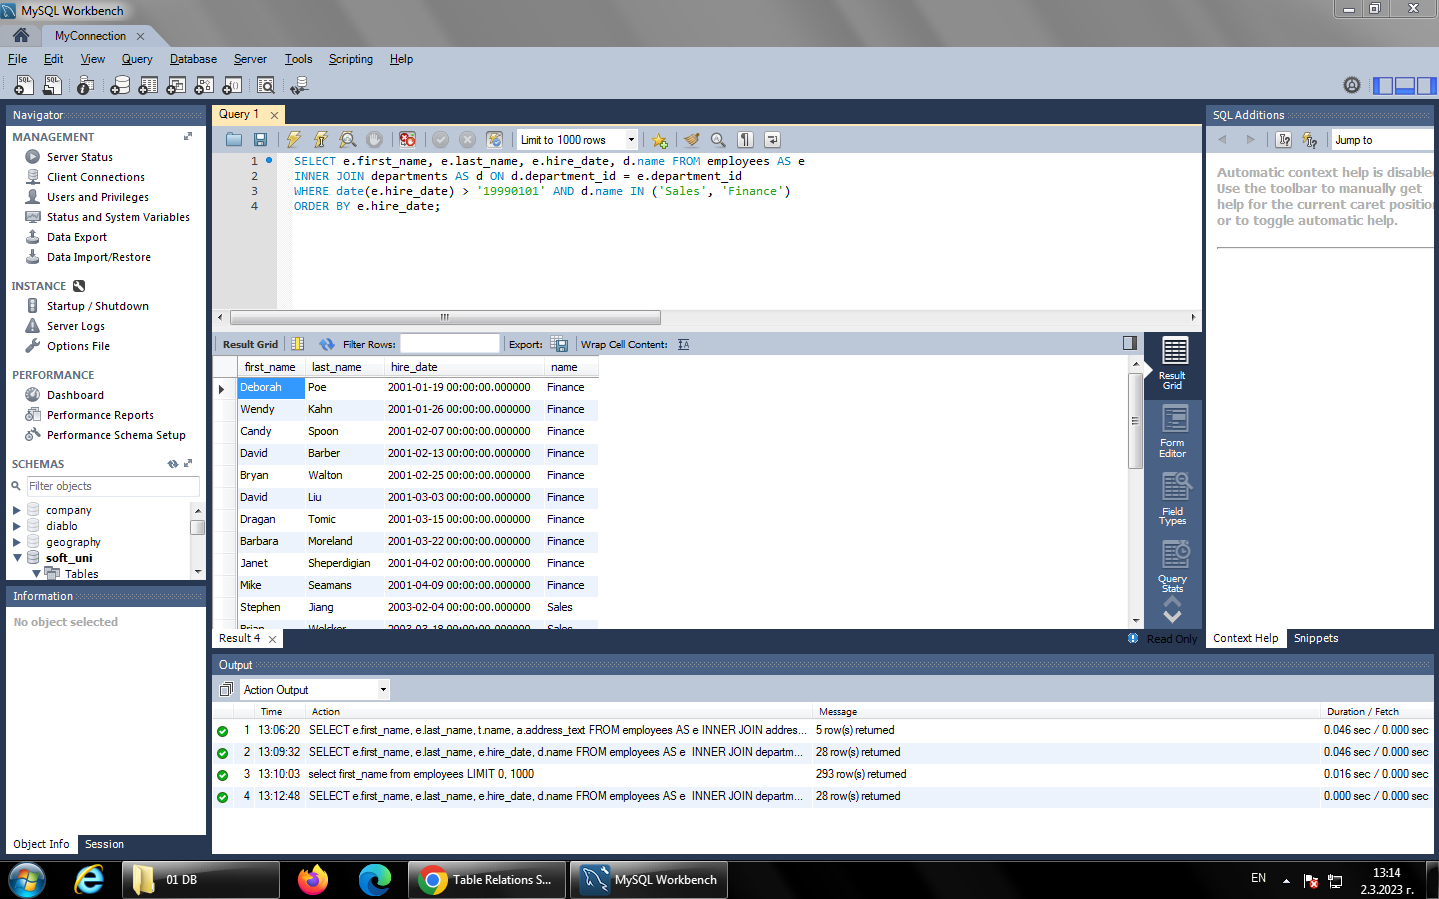 MySQL Workbench
MyConnection
File Edit View Query Database Server Tools Scripting Help
Navigator
MANAGEMENT
Server Status
Client Connections
Users and Privileges
Status and System Variables
Data Export
Data Import/Restore
INSTANCE
Startup / Shutdown
Server Logs
Options File
PERFORMANCE
Dashboard
Performance Reports
Performance Schema Setup
SCHEMAS
Filter objects
company
diablo
geography
soft_uni
Tables
Information
No object selected
Object Info Session
Query 1
Limit to 1000 rows
1 SELECT e.first_name, e.last_name, e.hire_date, d.name FROM employees AS e
2 INNER JOIN departments AS d ON d.department_id = e.department_id
3 WHERE date(e.hire_date) > '19990101' AND d.name IN ('Sales', 'Finance')
4 ORDER BY e.hire_date;
Result Grid Filter Rows: Export: Wrap Cell Content:
first_name last_name hire_date name
Deborah Poe 2001-01-19 00:00:00.000000 Finance
Wendy Kahn 2001-01-26 00:00:00.000000 Finance
Candy Spoon 2001-02-07 00:00:00.000000 Finance
David Barber 2001-02-13 00:00:00.000000 Finance
Bryan Walton 2001-02-25 00:00:00.000000 Finance
David Liu 2001-03-03 00:00:00.000000 Finance
Dragan Tomic 2001-03-15 00:00:00.000000 Finance
Barbara Moreland 2001-03-22 00:00:00.000000 Finance
Janet Sheperdigian 2001-04-02 00:00:00.000000 Finance
Mike Seamans 2001-04-09 00:00:00.000000 Finance
Stephen Jiang 2003-02-04 00:00:00.000000 Sales
Brian Welcker 2003-03-18 00:00:00.000000 Sales
Result Grid
Form Editor
Field Types
Query Stats
Result 4
Read Only
SQL Additions
Jump to
Automatic context help is disable
Use the toolbar to manually get
help for the current caret position
or to toggle automatic help.
Context Help Snippets
Output
Action Output
Time Action Message Duration / Fetch
1 13:06:20 SELECT e.first_name, e.last_name, t.name, a.address_text FROM employees AS e INNER JOIN addres... 5 row(s) returned 0.046 sec / 0.000 sec
2 13:09:32 SELECT e.first_name, e.last_name, e.hire_date, d.name FROM employees AS e INNER JOIN departm... 28 row(s) returned 0.046 sec / 0.000 sec
3 13:10:03 select first_name from employees LIMIT 0, 1000 293 row(s) returned 0.016 sec / 0.000 sec
4 13:12:48 SELECT e.first_name, e.last_name, e.hire_date, d.name FROM employees AS e INNER JOIN departm... 28 row(s) returned 0.000 sec / 0.000 sec
01 DB
Table Relations S...
MySQL Workbench
EN
13:14
2.3.2023 г.